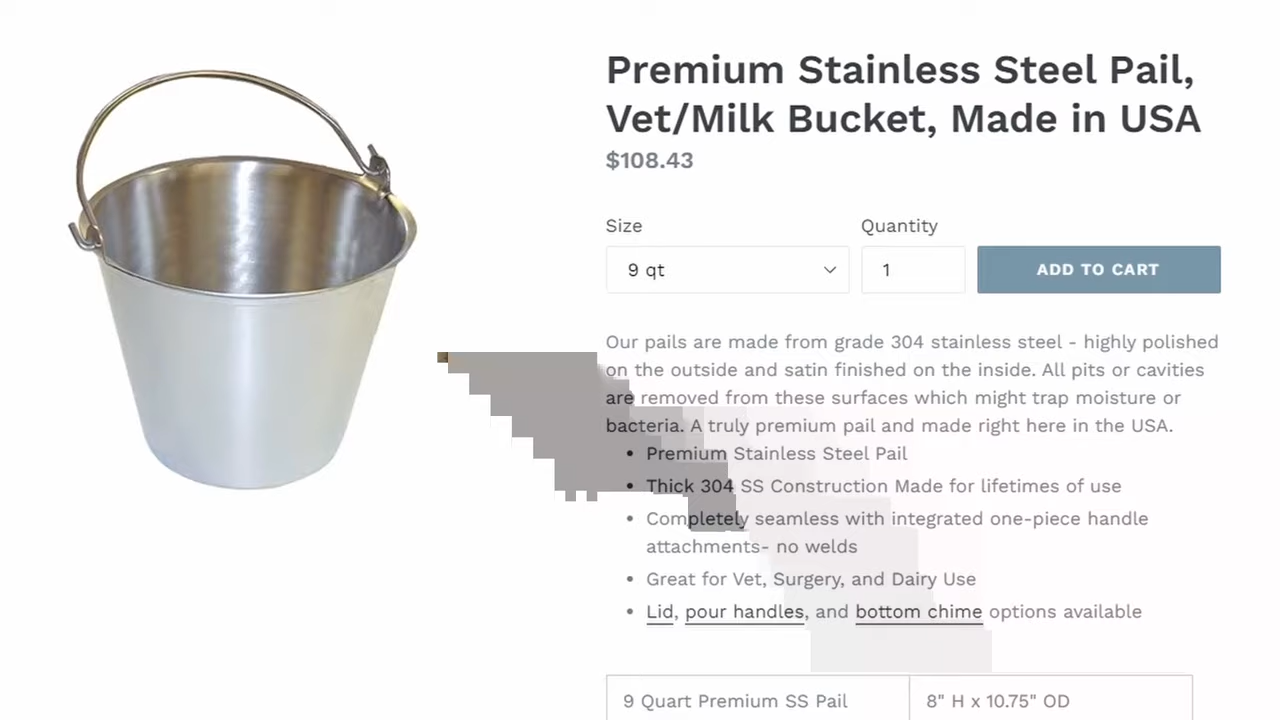 Premium Stainless Steel Pail,
Vet/Milk Bucket, Made in USA
$108.43
Size
Quantity
9 qt
1
ADD TO CART
Our pails are made from grade 304 stainless steel - highly polished
on the outside and satin finished on the inside. All pits or cavities
are removed from these surfaces which might trap moisture or
bacteria. A truly premium pail and made right here in the USA.
• Premium Stainless Steel Pail
• Thick 304 SS Construction Made for lifetimes of use
• Completely seamless with integrated one-piece handle
attachments- no welds
• Great for Vet, Surgery, and Dairy Use
• Lid, pour handles, and bottom chime options available
9 Quart Premium SS Pail
8" H x 10.75" OD